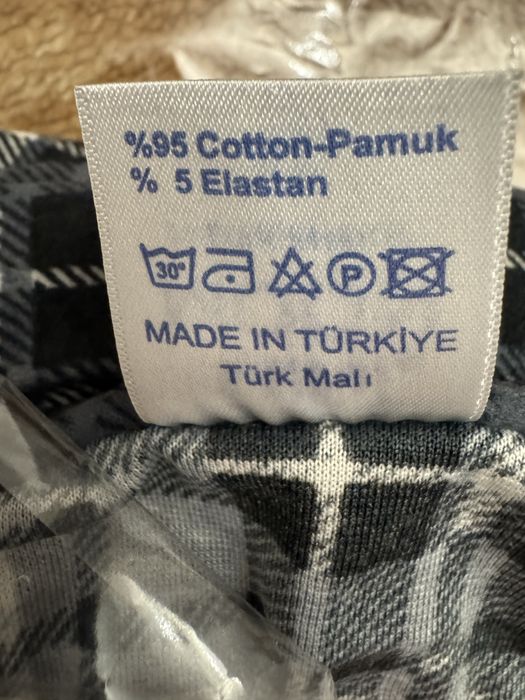 %95 Cotton-Pamuk
% 5 Elastan
30° P
MADE IN TÜRKİYE
Türk Malı